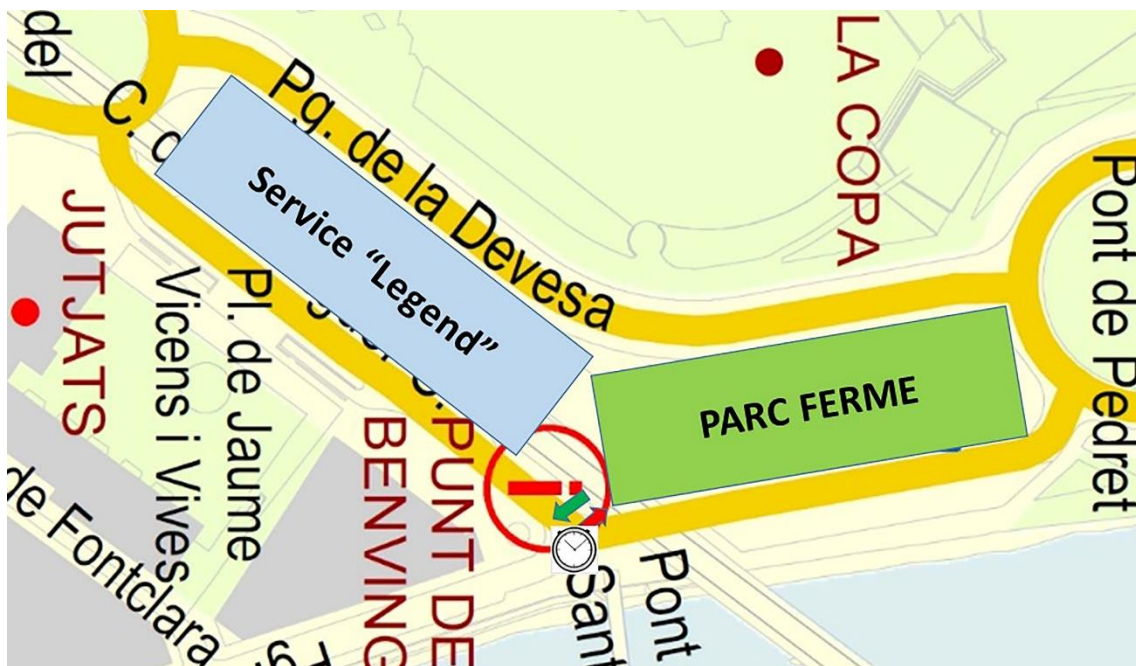 del
C.
Pg. de la Devesa
LA COPA
Pont de Pedret
Service “Legend”
PARC FERME
JUTJATS
Pl. de Jaume
Vicens i Vives
de Fontclara
PUNT DE
BENVING
i
Sant
Pont